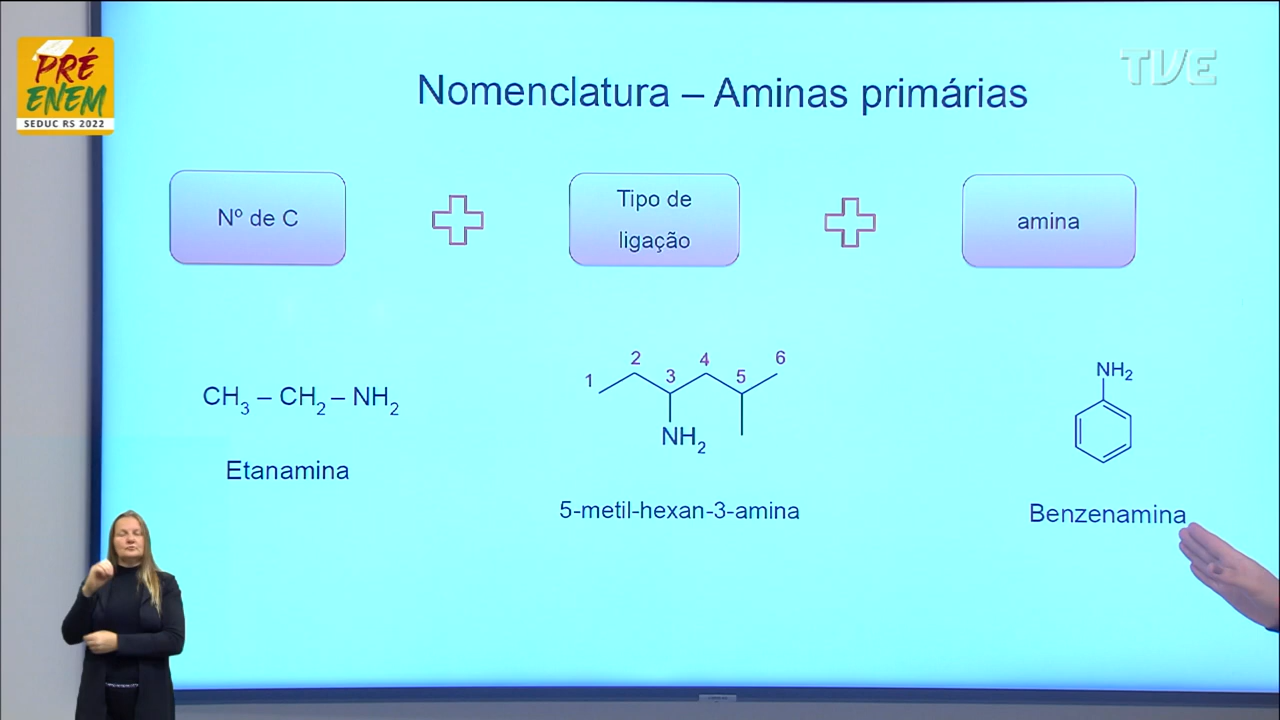 PRÉ
ENEM
SEDUC RS 2022
TVE
Nomenclatura – Aminas primárias
Nº de C
Tipo de
ligação
amina
CH3 – CH2 – NH2
Etanamina
1 2 3 4 5 6
NH2
5-metil-hexan-3-amina
NH2
Benzenamina